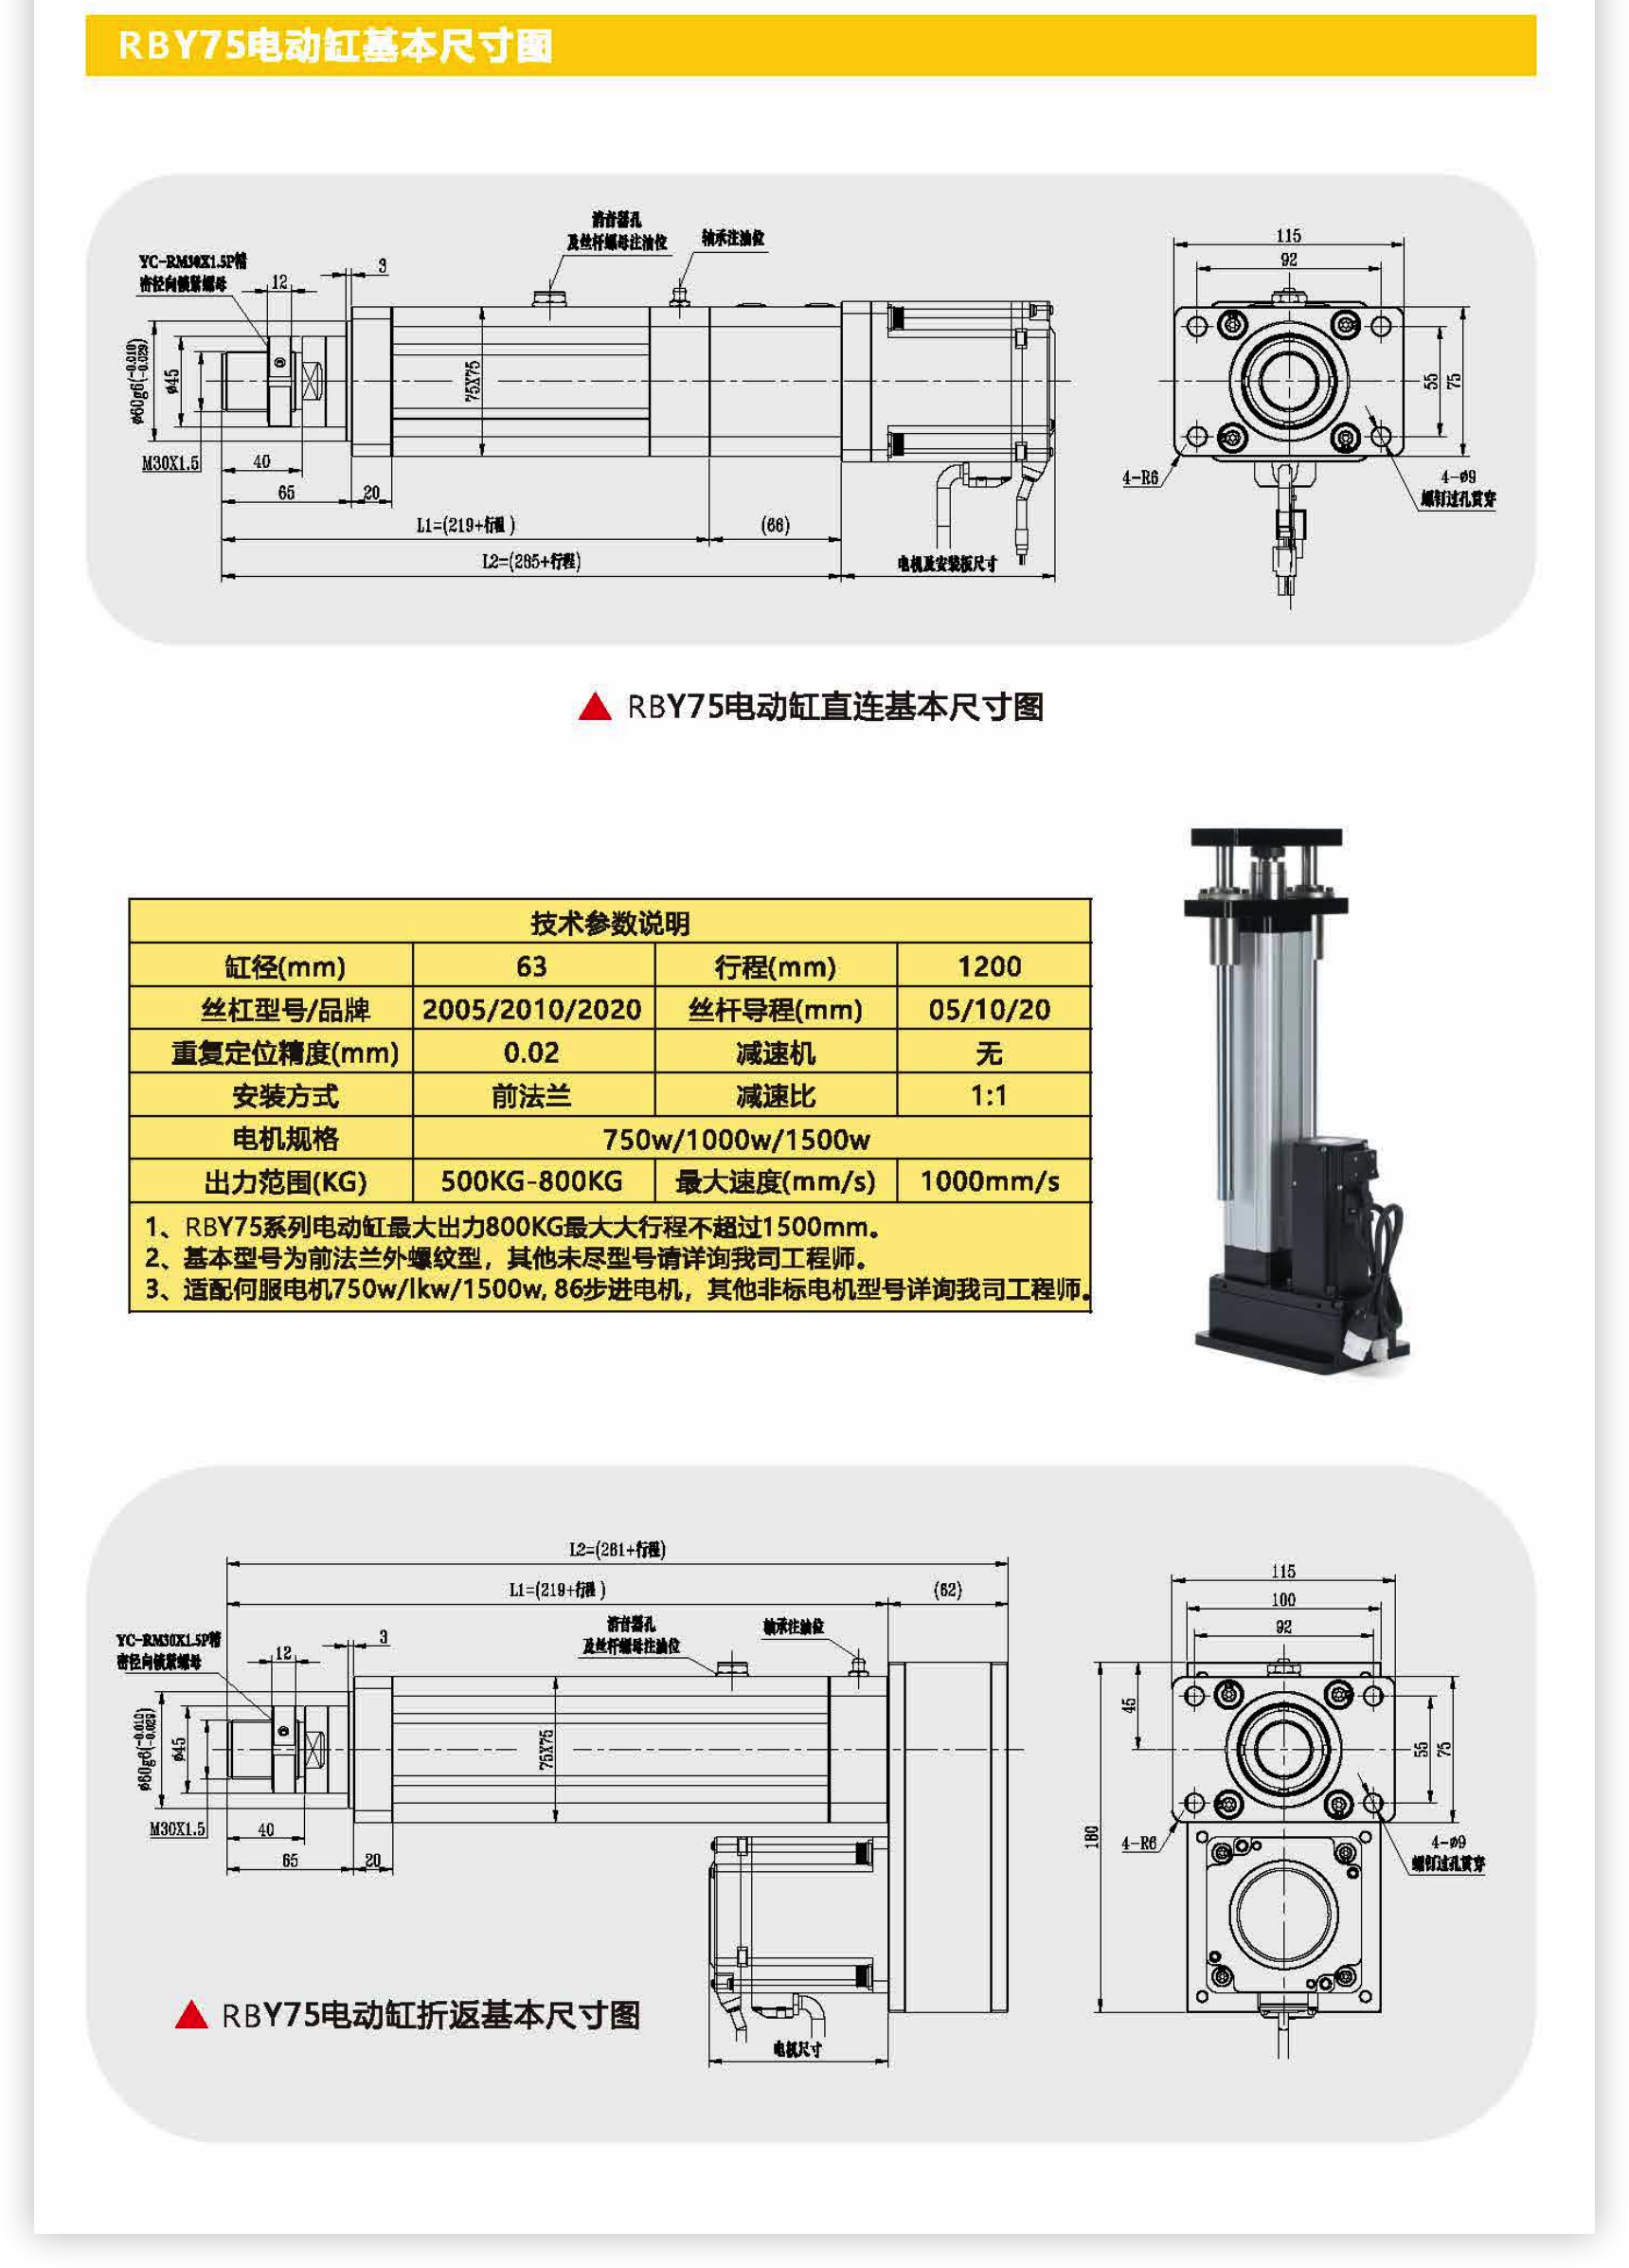 RBY75电动缸基本尺寸图
消音器孔
及丝杆螺母注油位
轴承注油位
YC-RM30X1.5P精
密径向锁紧螺母
12
3
ø60g6(-0.010 -0.029)
ø45
75X75
M30X1.5
40
65
20
L1=(219+行程)
(66)
L2=(285+行程)
电机及安装板尺寸
115
92
55
75
4-R6
4-ø9
螺钉过孔贯穿
RBY75电动缸直连基本尺寸图
技术参数说明
缸径(mm) 63 行程(mm) 1200
丝杠型号/品牌 2005/2010/2020 丝杆导程(mm) 05/10/20
重复定位精度(mm) 0.02 减速机 无
安装方式 前法兰 减速比 1:1
电机规格 750w/1000w/1500w
出力范围(KG) 500KG-800KG 最大速度(mm/s) 1000mm/s
1、RBY75系列电动缸最大出力800KG最大大行程不超过1500mm。
2、基本型号为前法兰外螺纹型，其他未尽型号请详询我司工程师。
3、适配伺服电机750w/lkw/1500w, 86步进电机，其他非标电机型号详询我司工程师。
L2=(281+行程)
L1=(219+行程)
(62)
消音器孔
及丝杆螺母注油位
轴承注油位
YC-RM30X1.5P精
密径向锁紧螺母
12
3
ø60g6(-0.010 -0.029)
ø45
75X75
M30X1.5
40
65
20
电机尺寸
115
100
92
45
180
55
75
4-R6
4-ø9
螺钉过孔贯穿
RBY75电动缸折返基本尺寸图